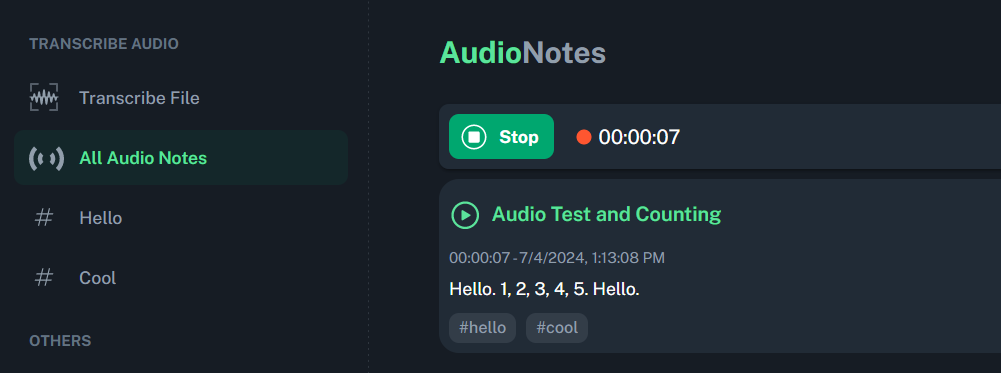 TRANSCRIBE AUDIO
Transcribe File
All Audio Notes
# Hello
# Cool
OTHERS
AudioNotes
Stop 00:00:07
Audio Test and Counting
00:00:07 - 7/4/2024, 1:13:08 PM
Hello. 1, 2, 3, 4, 5. Hello.
#hello #cool